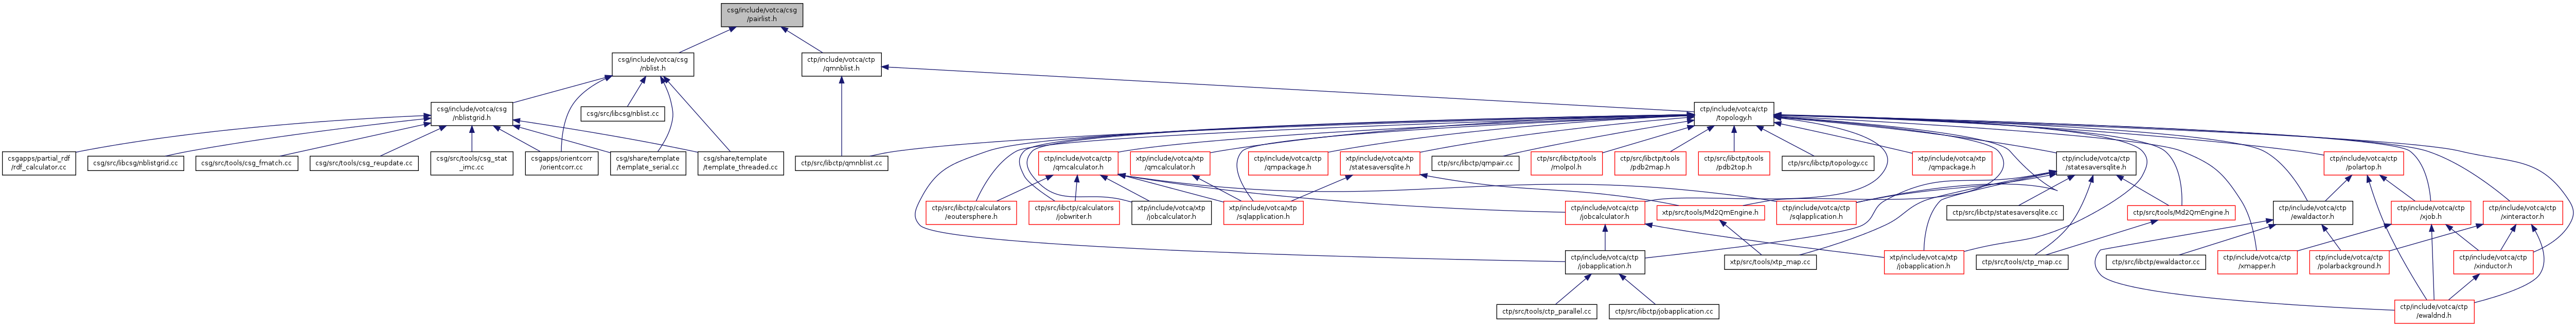 csg/include/votca/csg
/pairlist.h
csg/include/votca/csg
/nblist.h
ctp/include/votca/ctp
/qmnblist.h
csg/include/votca/csg
/nblistgrid.h
csg/src/libcsg/nblist.cc
ctp/include/votca/ctp
/topology.h
csgapps/partial_rdf
/rdf_calculator.cc
csg/src/libcsg/nblistgrid.cc
csg/src/tools/csg_fmatch.cc
csg/src/tools/csg_reupdate.cc
csg/src/tools/csg_stat
_imc.cc
csgapps/orientcorr
/orientcorr.cc
csg/share/template
/template_serial.cc
csg/share/template
/template_threaded.cc
ctp/src/libctp/qmnblist.cc
ctp/include/votca/ctp
/qmcalculator.h
xtp/include/votca/xtp
/qmcalculator.h
ctp/include/votca/ctp
/qmpackage.h
xtp/include/votca/xtp
/statesaversqlite.h
ctp/src/libctp/qmpair.cc
ctp/src/libctp/tools
/molpol.h
ctp/src/libctp/tools
/pdb2map.h
ctp/src/libctp/tools
/pdb2top.h
ctp/src/libctp/topology.cc
xtp/include/votca/xtp
/qmpackage.h
ctp/include/votca/ctp
/statesaversqlite.h
ctp/include/votca/ctp
/polartop.h
ctp/src/libctp/calculators
/eoutersphere.h
ctp/src/libctp/calculators
/jobwriter.h
xtp/include/votca/xtp
/jobcalculator.h
xtp/include/votca/xtp
/sqlapplication.h
ctp/include/votca/ctp
/jobcalculator.h
xtp/src/tools/Md2QmEngine.h
ctp/include/votca/ctp
/sqlapplication.h
ctp/src/libctp/statesaversqlite.cc
ctp/src/tools/Md2QmEngine.h
ctp/include/votca/ctp
/ewaldactor.h
ctp/include/votca/ctp
/xjob.h
ctp/include/votca/ctp
/xinteractor.h
ctp/include/votca/ctp
/jobapplication.h
xtp/src/tools/xtp_map.cc
xtp/include/votca/xtp
/jobapplication.h
ctp/src/tools/ctp_map.cc
ctp/src/libctp/ewaldactor.cc
ctp/include/votca/ctp
/xmapper.h
ctp/include/votca/ctp
/polarbackground.h
ctp/include/votca/ctp
/xinductor.h
ctp/src/tools/ctp_parallel.cc
ctp/src/libctp/jobapplication.cc
ctp/include/votca/ctp
/ewaldnd.h